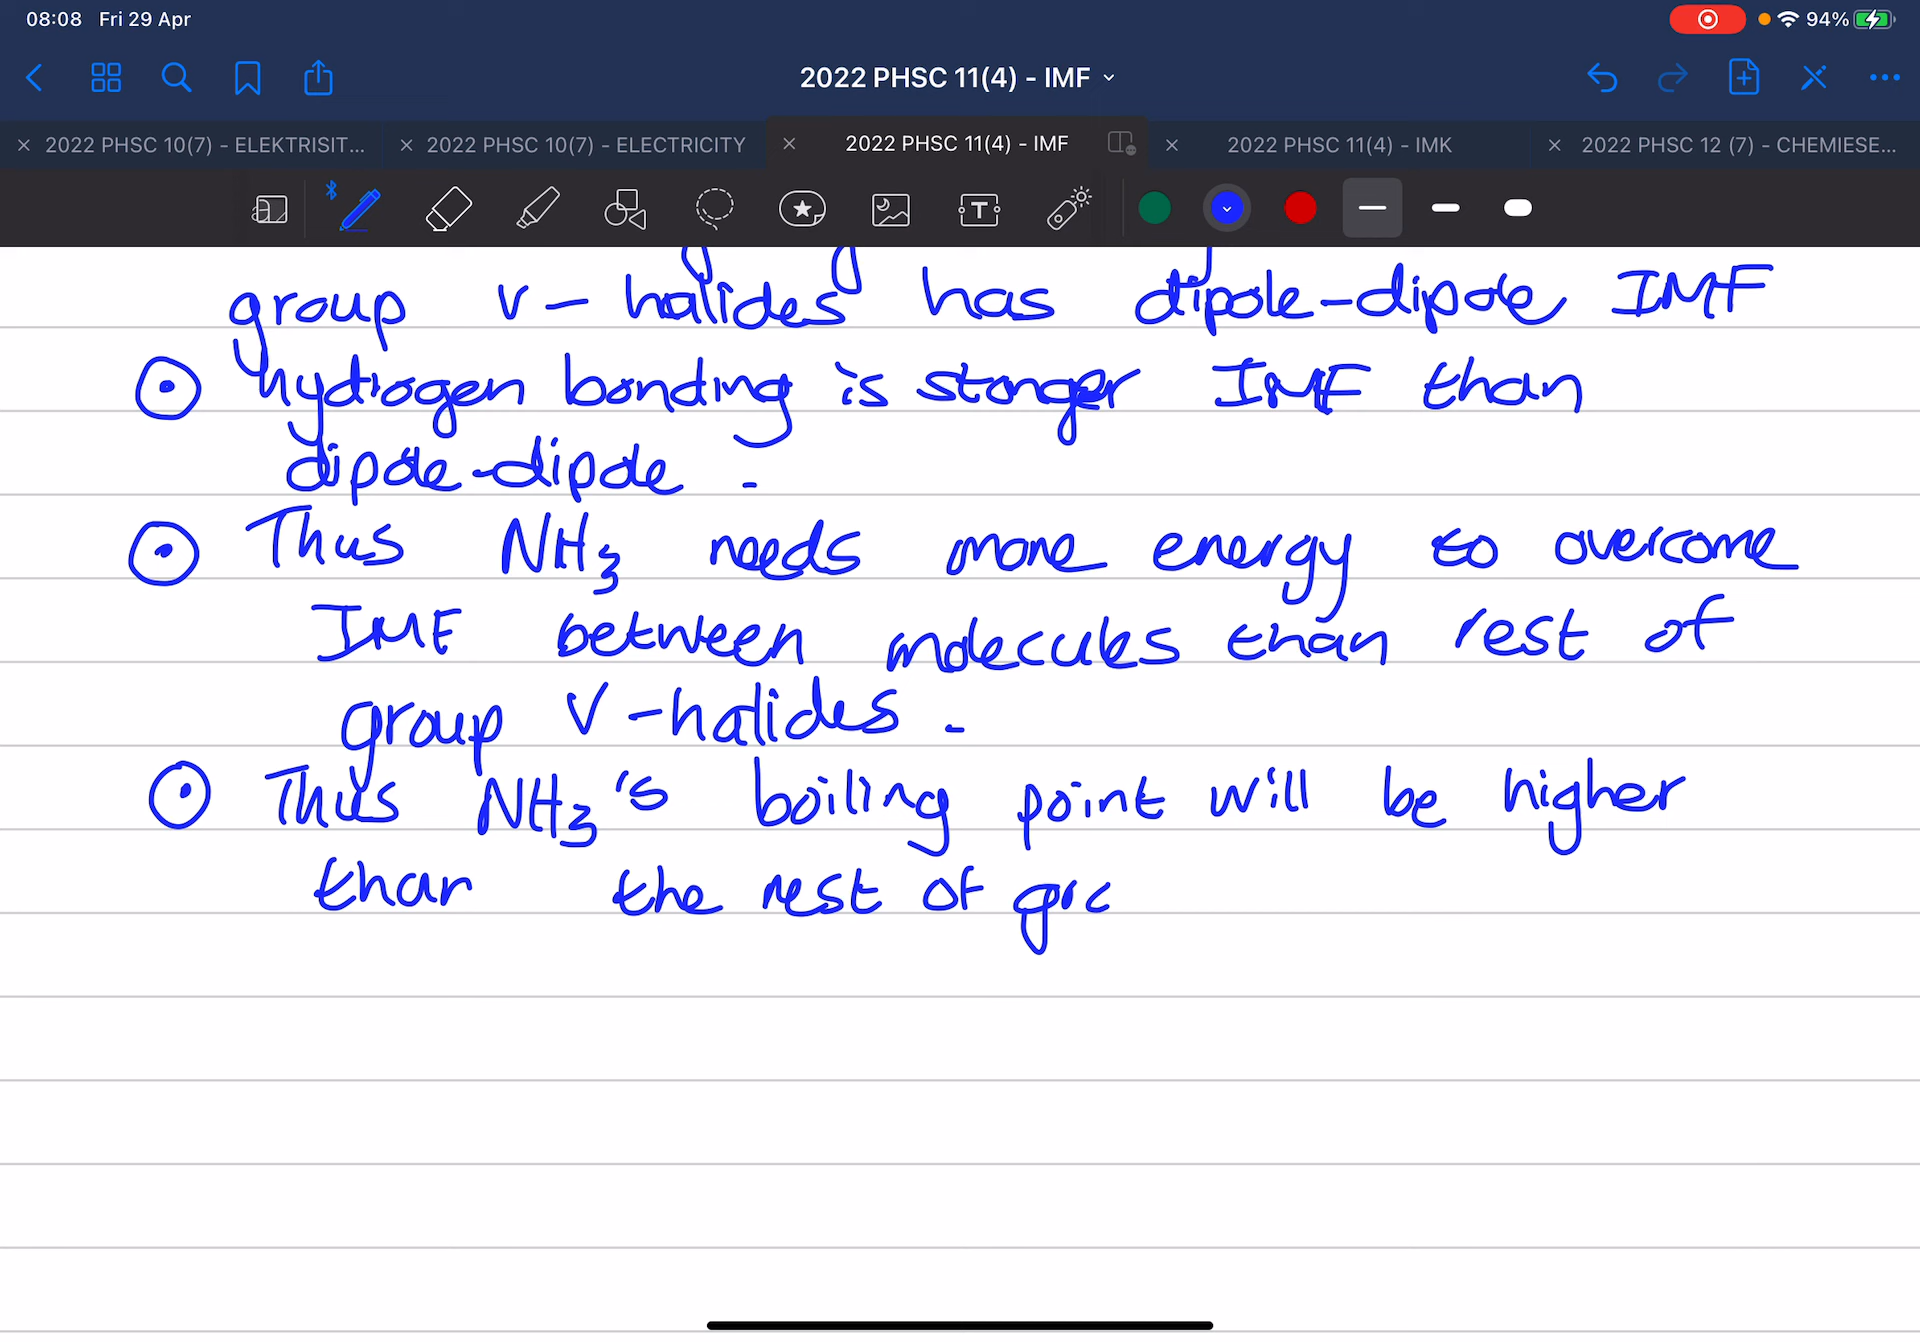 08:08 Fri 29 Apr 94%
2022 PHSC 11(4) - IMF
2022 PHSC 10(7) - ELEKTRISIT... 2022 PHSC 10(7) - ELECTRICITY 2022 PHSC 11(4) - IMF 2022 PHSC 11(4) - IMK 2022 PHSC 12 (7) - CHEMIESE...
group V - halides has dipole-dipole IMF
hydrogen bonding is stonger IMF than
dipole-dipole.
Thus NH3 needs more energy to overcome
IMF between molecules than rest of
group V-halides.
Thus NH3's boiling point will be higher
than the rest of